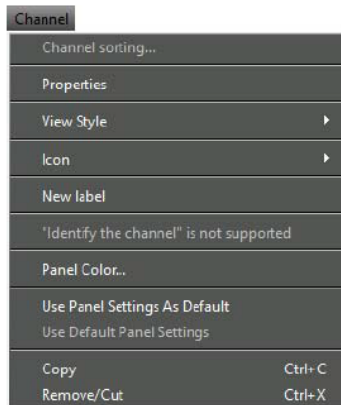 Channel
Channel sorting...
Properties
View Style
Icon
New label
"Identify the channel" is not supported
Panel Color...
Use Panel Settings As Default
Use Default Panel Settings
Copy Ctrl+C
Remove/Cut Ctrl+X